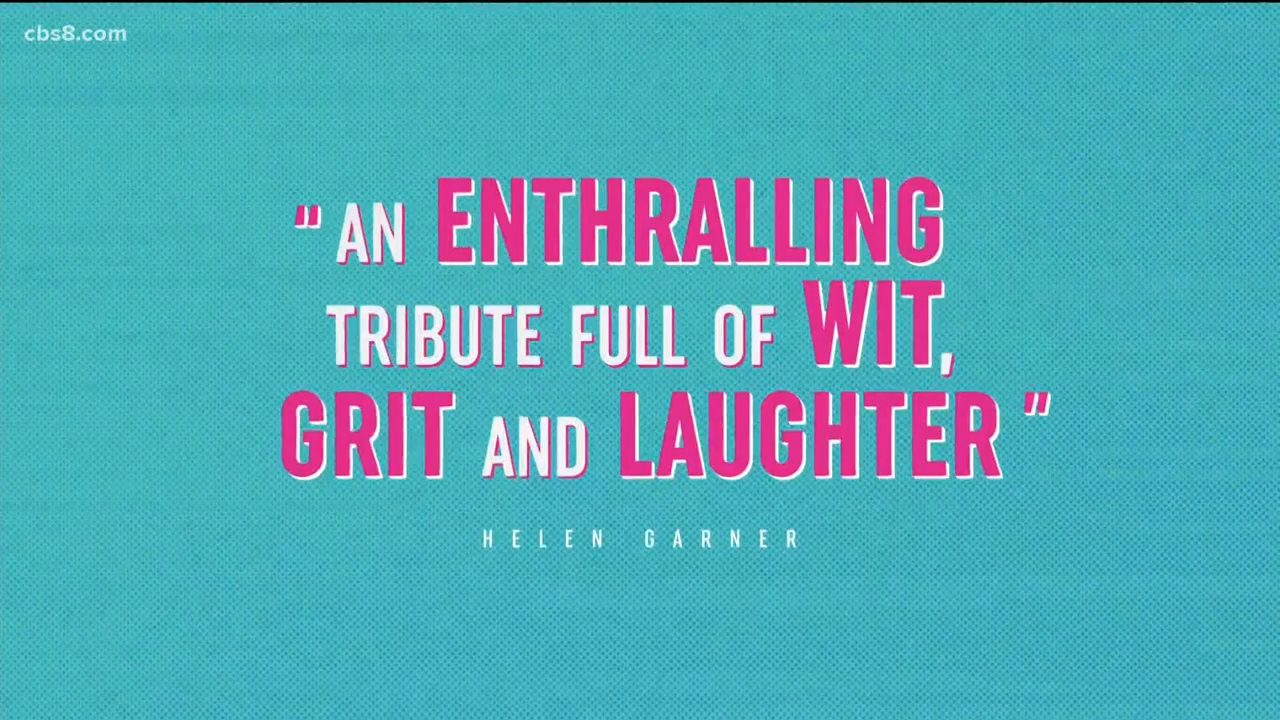 cbs8.com
" AN ENTHRALLING
TRIBUTE FULL OF WIT,
GRIT AND LAUGHTER "
HELEN GARNER